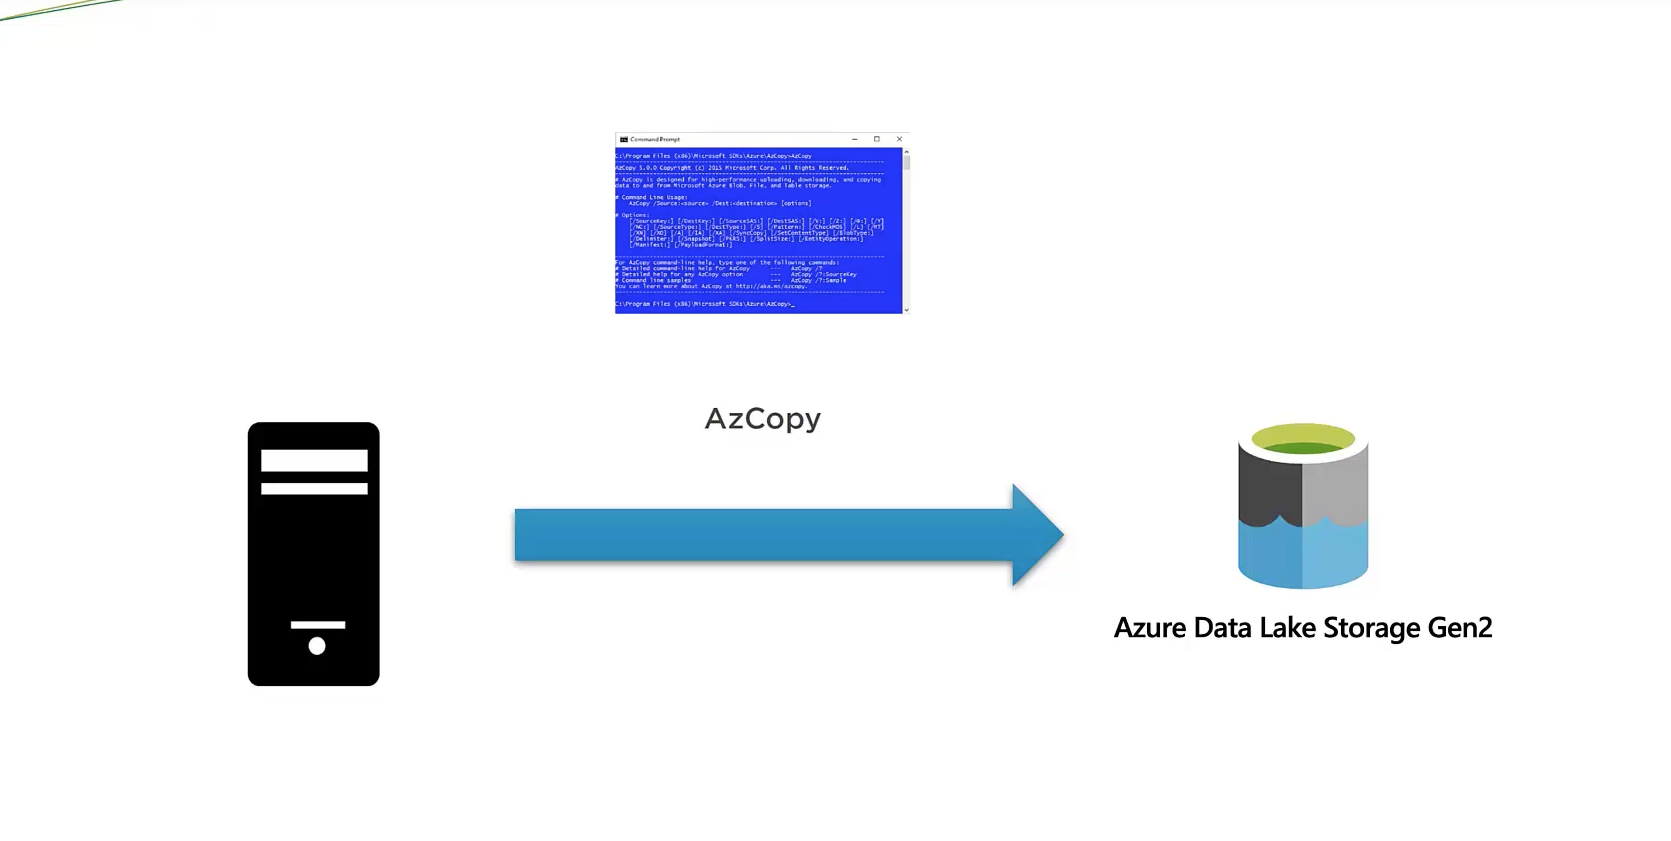 Command Prompt
C:\Program Files (x86)\Microsoft SDKs\Azure\AzCopy>AzCopy
------------------------------------------------------------------------------
AzCopy 5.0.0 Copyright (c) 2015 Microsoft Corp. All Rights Reserved.
------------------------------------------------------------------------------
# AzCopy is designed for high-performance uploading, downloading, and copying
data to and from Microsoft Azure Blob, File, and Table storage.
# Command Line Usage:
AzCopy /Source:<source> /Dest:<destination> [options]
# Options:
[/SourceKey:] [/DestKey:] [/SourceSAS:] [/DestSAS:] [/V:] [/Z:] [/@:] [/Y]
[/NC:] [/SourceType:] [/DestType:] [/S] [/Pattern:] [/CheckMD5] [/L] [/MT]
[/XN] [/XO] [/A] [/IA] [/XA] [/SyncCopy] [/SetContentType] [/BlobType:]
[/Delimiter:] [/Snapshot] [/PKRS:] [/SplitSize:] [/EntityOperation:]
[/Manifest:] [/PayloadFormat:]
------------------------------------------------------------------------------
For AzCopy command-line help, type one of the following commands:
# Detailed command-line help for AzCopy --- AzCopy /?
# Detailed help for any AzCopy option --- AzCopy /?:SourceKey
# Command line samples --- AzCopy /?:Sample
You can learn more about AzCopy at http://aka.ms/azcopy.
------------------------------------------------------------------------------
C:\Program Files (x86)\Microsoft SDKs\Azure\AzCopy>_
AzCopy
Azure Data Lake Storage Gen2